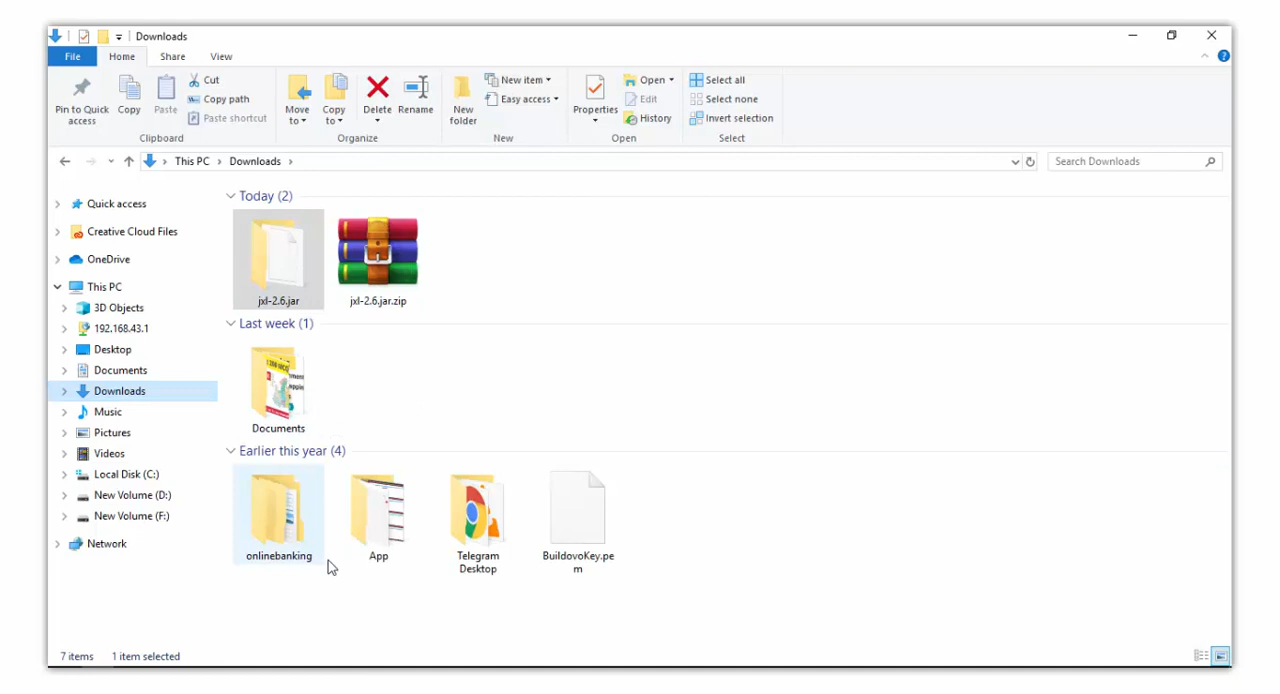 Downloads
File Home Share View
Pin to Quick access
Copy
Paste
Cut
Copy path
Paste shortcut
Clipboard
Move to
Copy to
Delete
Rename
Organize
New folder
New item
Easy access
New
Properties
Open
Edit
History
Open
Select all
Select none
Invert selection
Select
This PC Downloads
Search Downloads
Quick access
Creative Cloud Files
OneDrive
This PC
3D Objects
192.168.43.1
Desktop
Documents
Downloads
Music
Pictures
Videos
Local Disk (C:)
New Volume (D:)
New Volume (F:)
Network
Today (2)
jxl-2.6.jar
jxl-2.6.jar.zip
Last week (1)
Documents
Earlier this year (4)
onlinebanking
App
Telegram
Desktop
BuildovoKey.pe
m
7 items 1 item selected